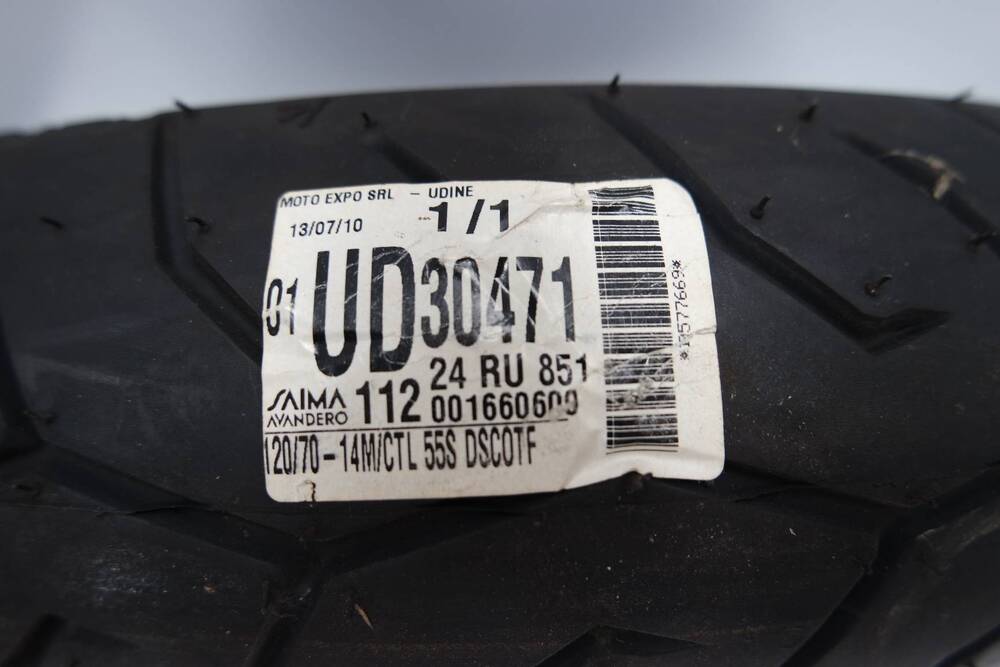 MOTO EXPO SRL - UDINE
13/07/10 1/1
01 UD30471
24 RU 851
SAIMA AVANDERO 112 001660600
120/70-14M/CTL 55S DSCOTF